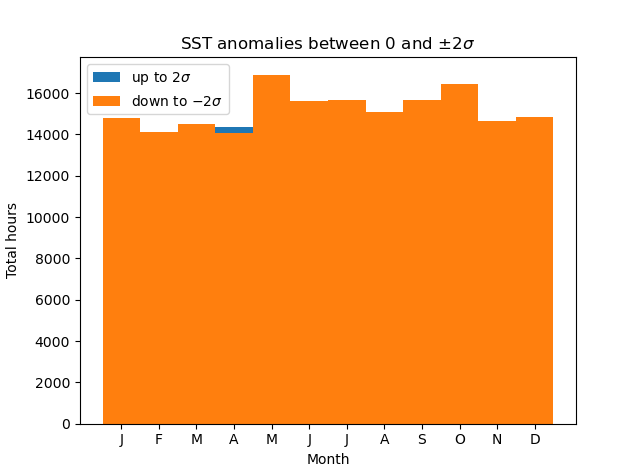 SST anomalies between 0 and ±2σ
up to 2σ
down to −2σ
16000
14000
12000
10000
8000
6000
4000
2000
0
Total hours
J F M A M J J A S O N D
Month